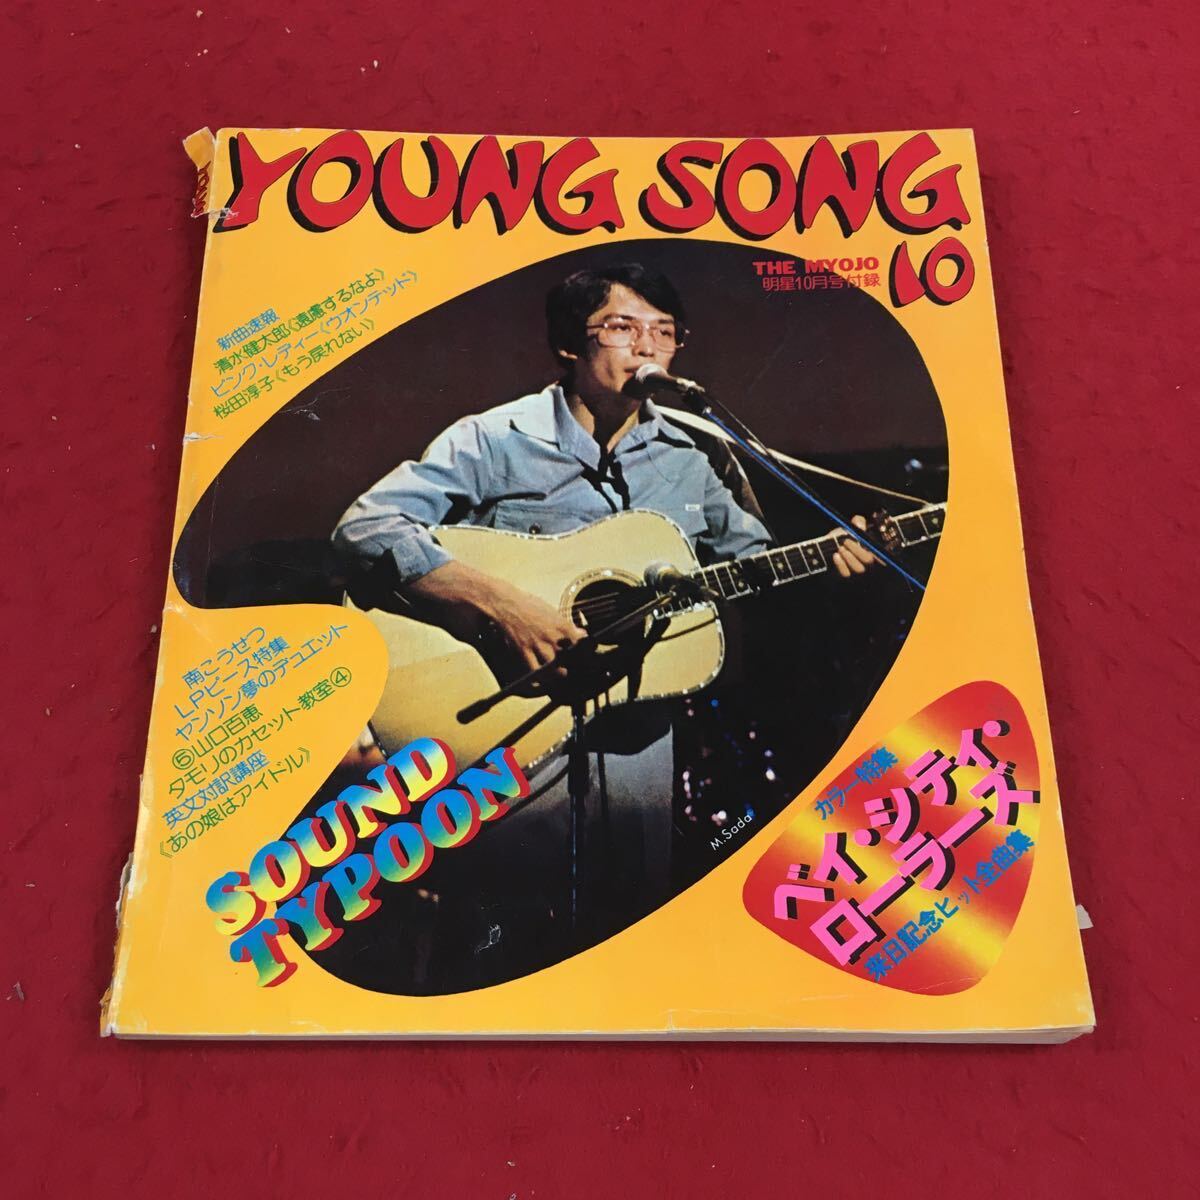 YOUNG SONG
10
THE MYOJO
明星10月号付録
新曲速報
清水健太郎《遠慮するなよ》
ピンク・レディー《ウオンテッド》
桜田淳子《もう戻れない》
南こうせつ
LPピース特集
ヤンソン夢のデュエット
⑤山口百恵
タモリのカセット教室④
英文対訳講座
《あの娘はアイドル》
SOUND
TYPOON
M.Sada
カラー特集
ベイ・シティ・
ローラーズ
来日記念ヒット全曲集